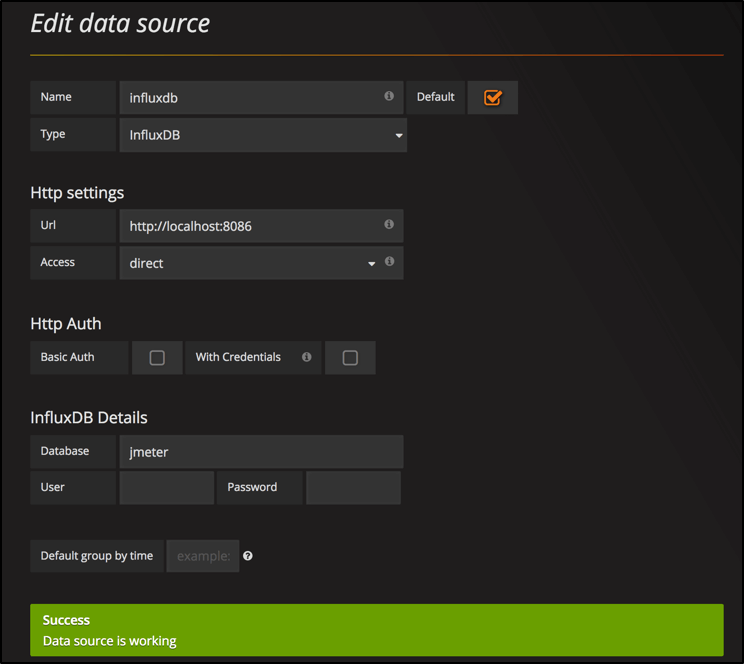 Edit data source
Name influxdb Default
Type InfluxDB
Http settings
Url http://localhost:8086
Access direct
Http Auth
Basic Auth With Credentials
InfluxDB Details
Database jmeter
User Password
Default group by time example:
Success
Data source is working